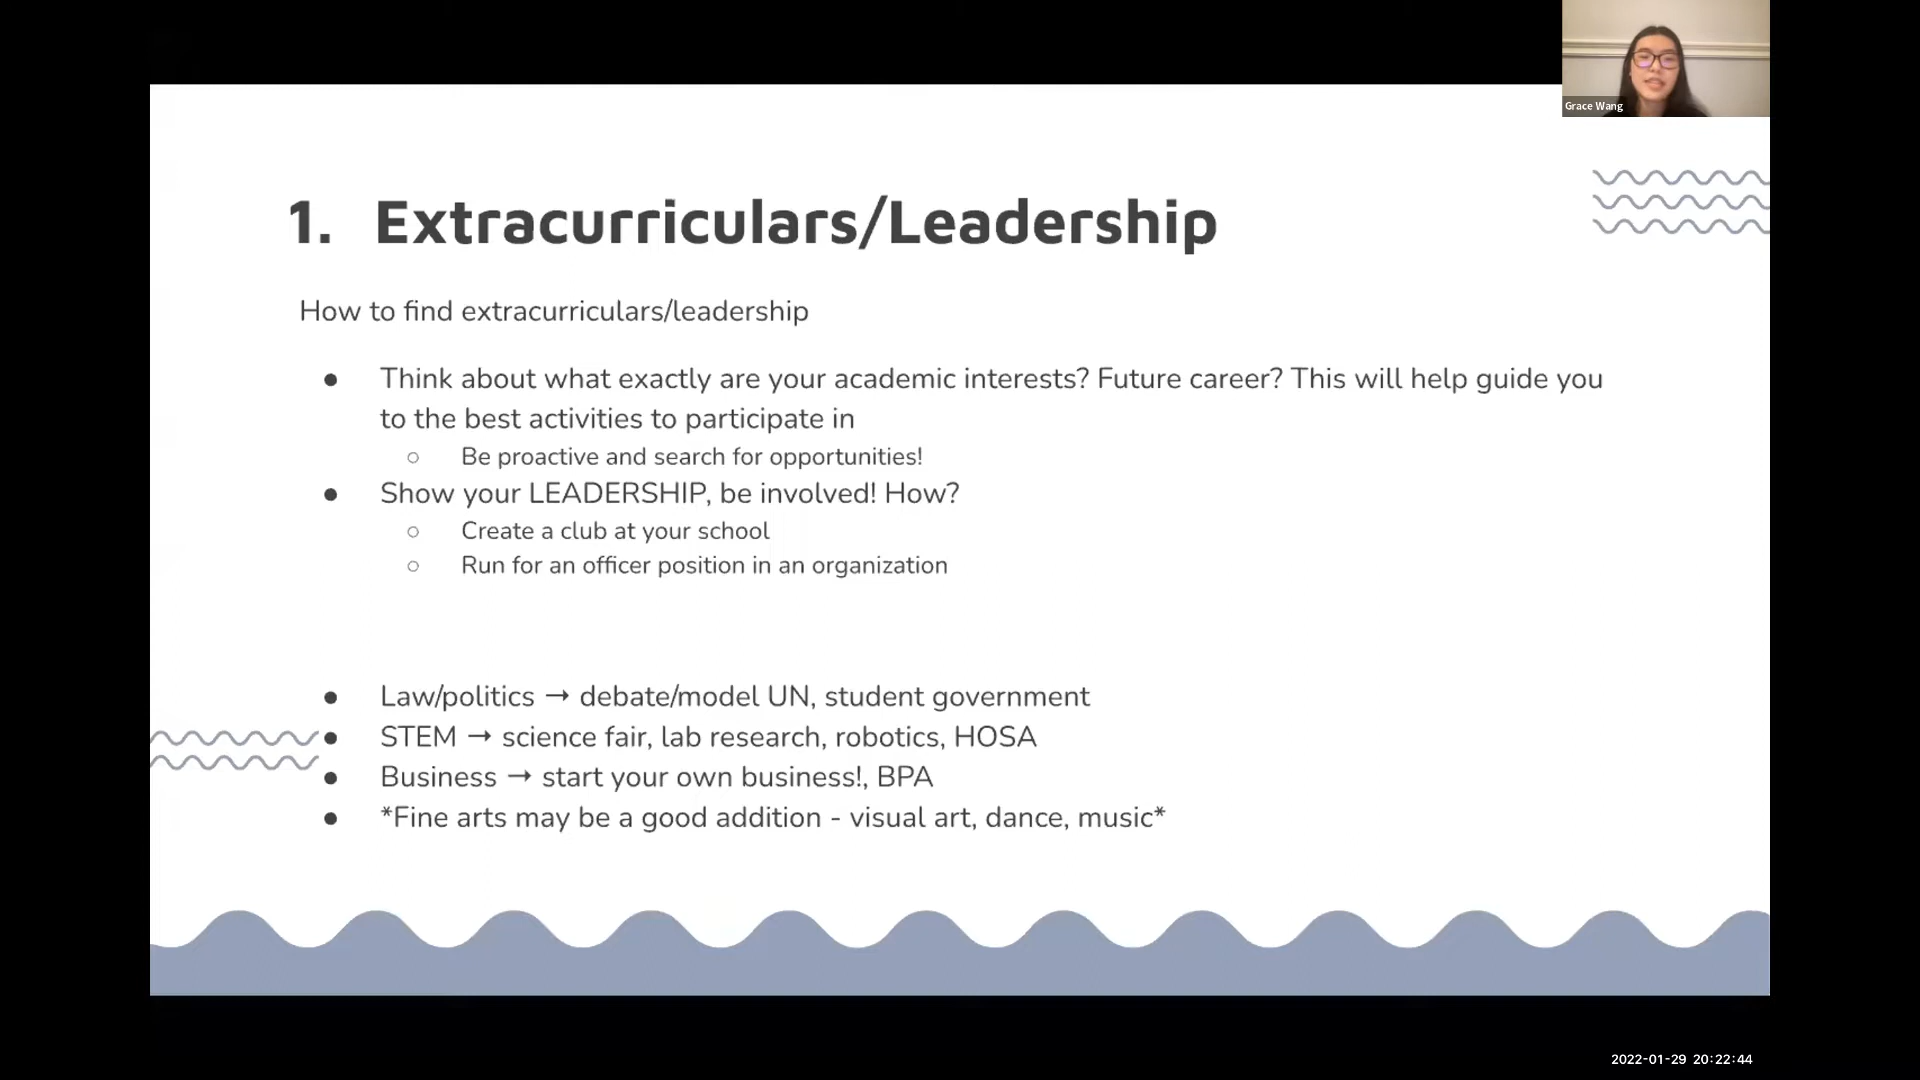 Grace Wang
1. Extracurriculars/Leadership
How to find extracurriculars/leadership
● Think about what exactly are your academic interests? Future career? This will help guide you
to the best activities to participate in
○ Be proactive and search for opportunities!
● Show your LEADERSHIP, be involved! How?
○ Create a club at your school
○ Run for an officer position in an organization
● Law/politics → debate/model UN, student government
● STEM → science fair, lab research, robotics, HOSA
● Business → start your own business!, BPA
● *Fine arts may be a good addition - visual art, dance, music*
2022-01-29 20:22:44